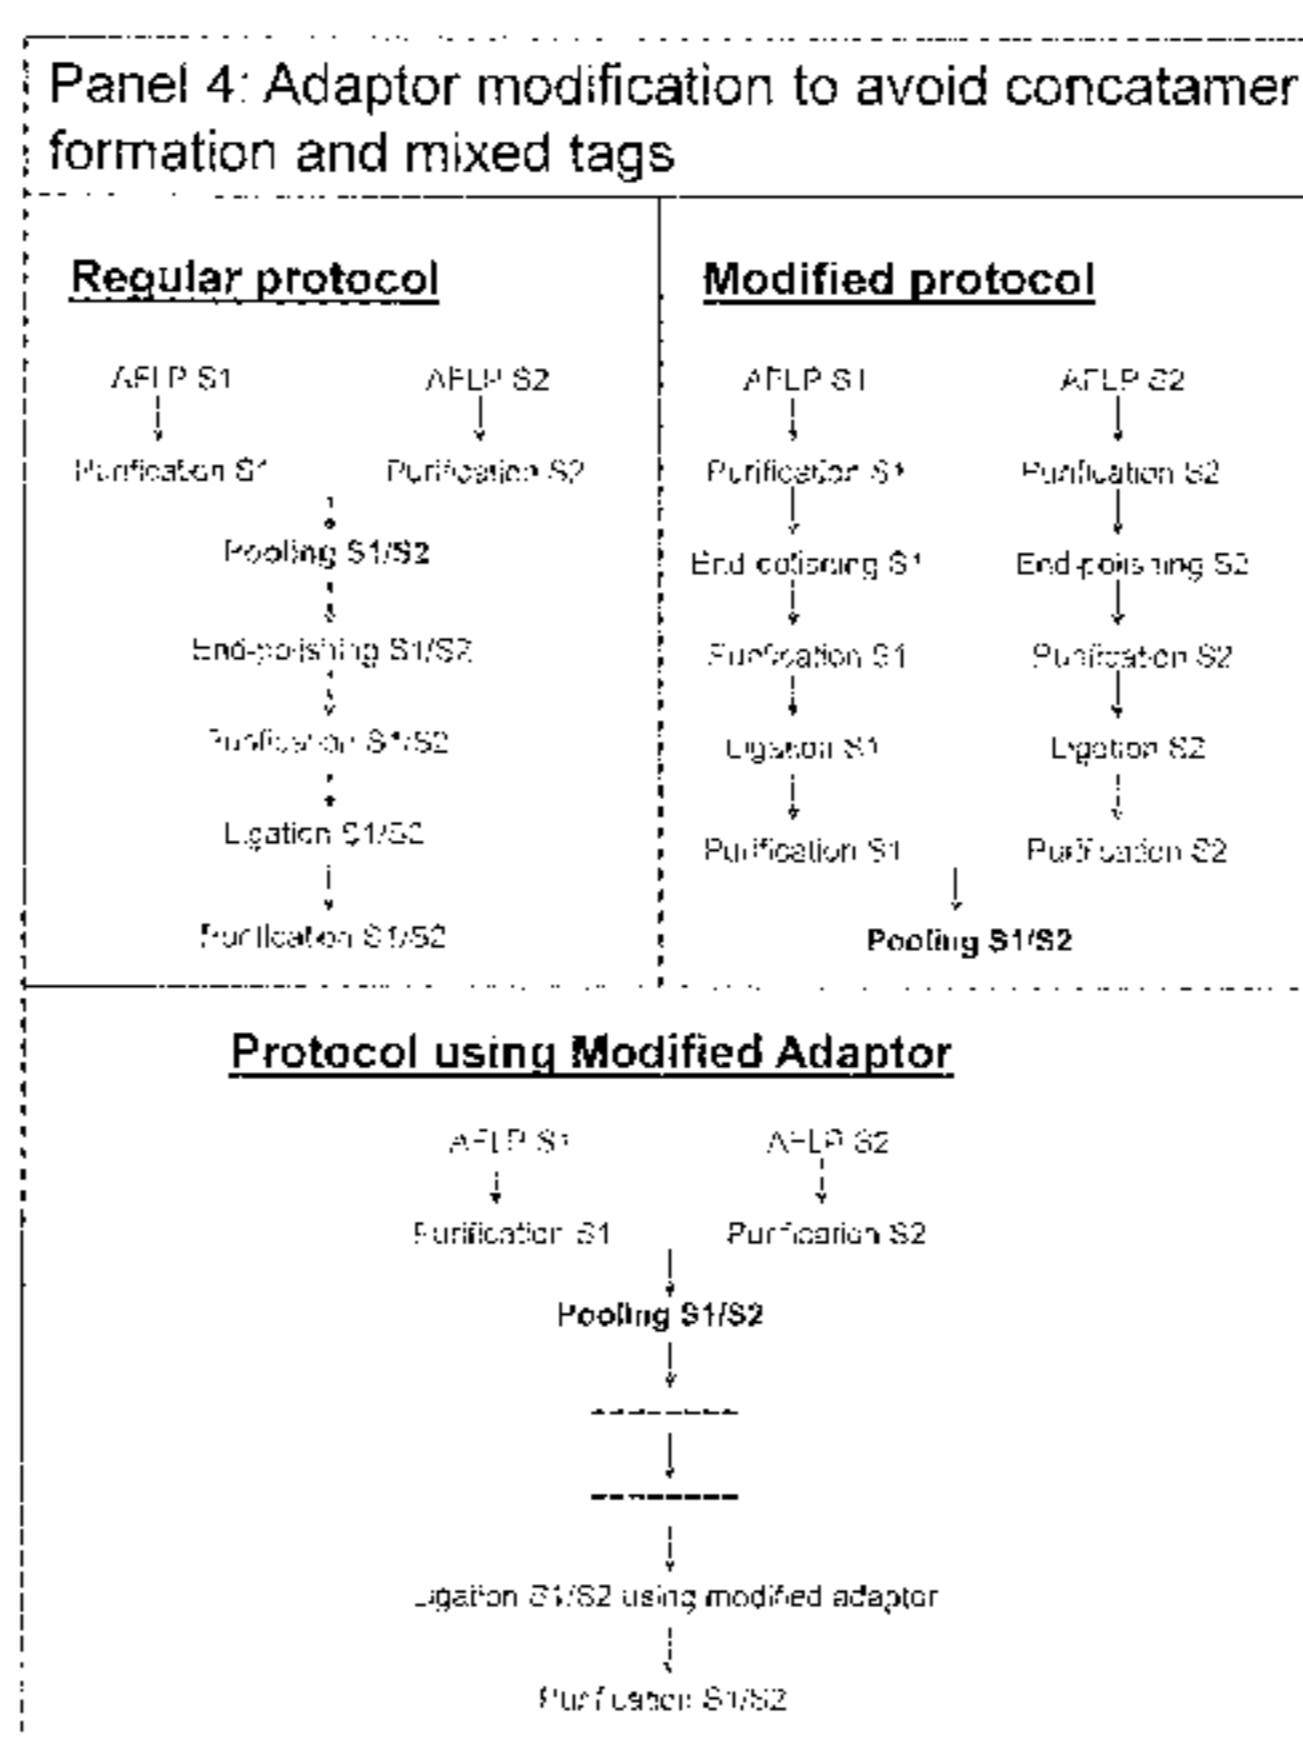 Panel 4: Adaptor modification to avoid concatamer
formation and mixed tags
Regular protocol
AFLP S1
AFLP S2
Purification S1
Purification S2
Pooling S1/S2
End-polishing S1/S2
Purification S1/S2
Ligation S1/S2
Purification S1/S2
Modified protocol
AFLP S1
AFLP S2
Purification S1
Purification S2
End-polishing S1
End-polishing S2
Purification S1
Purification S2
Ligation S1
Ligation S2
Purification S1
Purification S2
Pooling S1/S2
Protocol using Modified Adaptor
AFLP S1
AFLP S2
Purification S1
Purification S2
Pooling S1/S2
--------
--------
Ligation S1/S2 using modified adaptor
Purification S1/S2